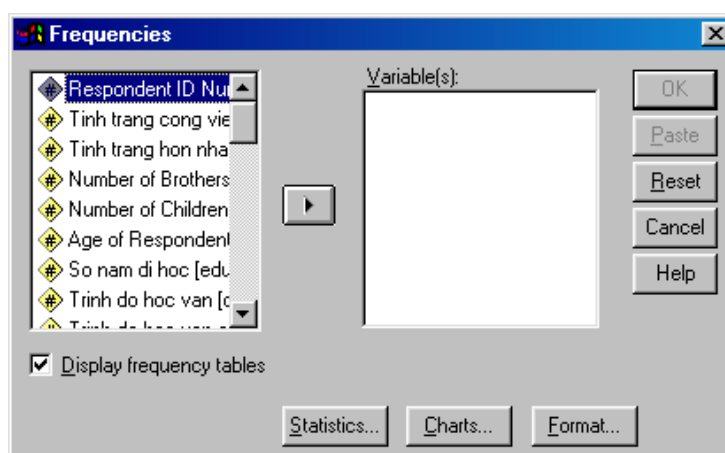 Frequencies
Respondent ID Nu
Tinh trang cong vie
Tinh trang hon nha
Number of Brothers
Number of Children
Age of Respondent
So nam di hoc [edu
Trinh do hoc van [d
Variable(s):
OK
Paste
Reset
Cancel
Help
Display frequency tables
Statistics...
Charts...
Format...